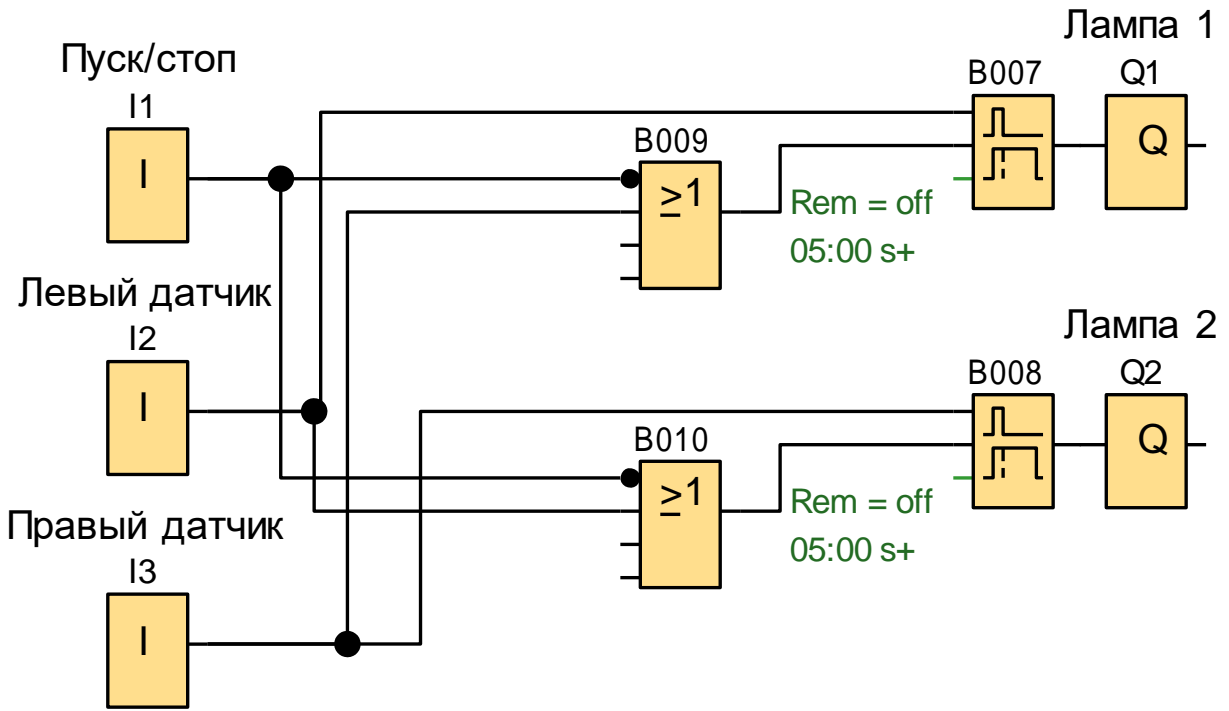 Лампа 1
Пуск/стоп
B007
Q1
I1
B009
I
Q
≥1
Rem = off
05:00 s+
Левый датчик
Лампа 2
I2
B008
Q2
I
B010
Q
≥1
Rem = off
05:00 s+
Правый датчик
I3
I